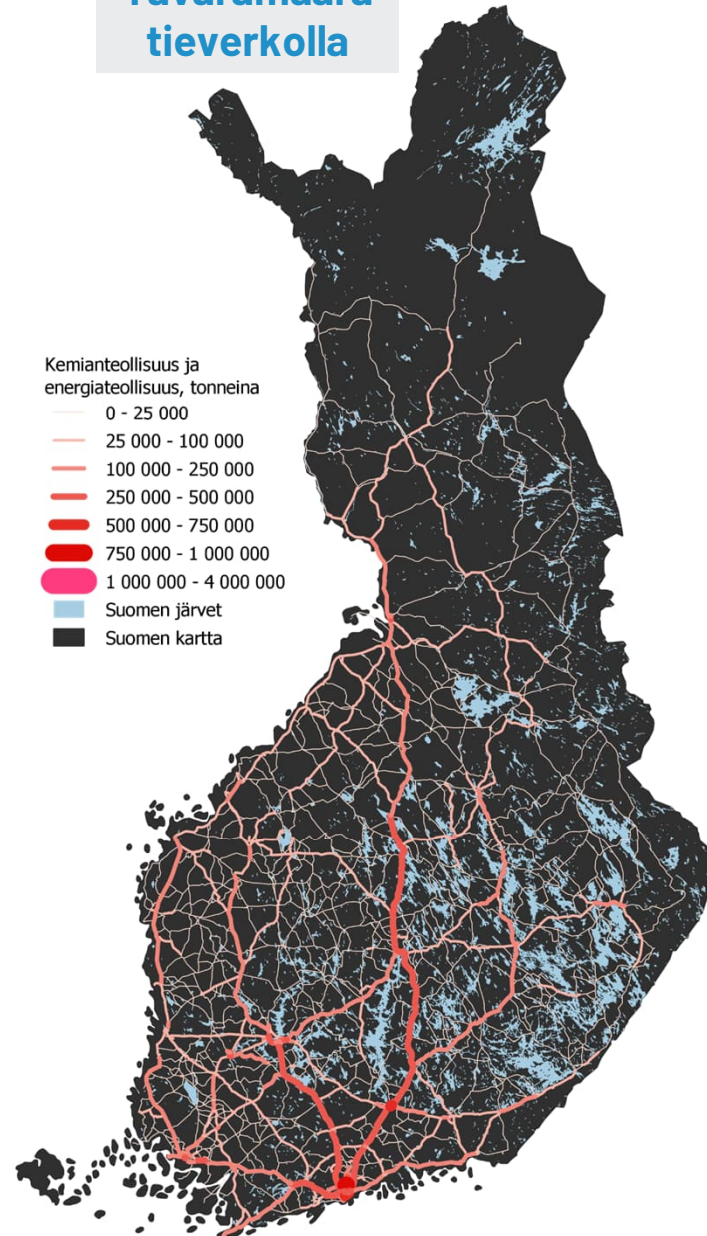 tieverkolla
Kemianteollisuus ja
energiateollisuus, tonneina
0 - 25 000
25 000 - 100 000
100 000 - 250 000
250 000 - 500 000
500 000 - 750 000
750 000 - 1 000 000
1 000 000 - 4 000 000
Suomen järvet
Suomen kartta